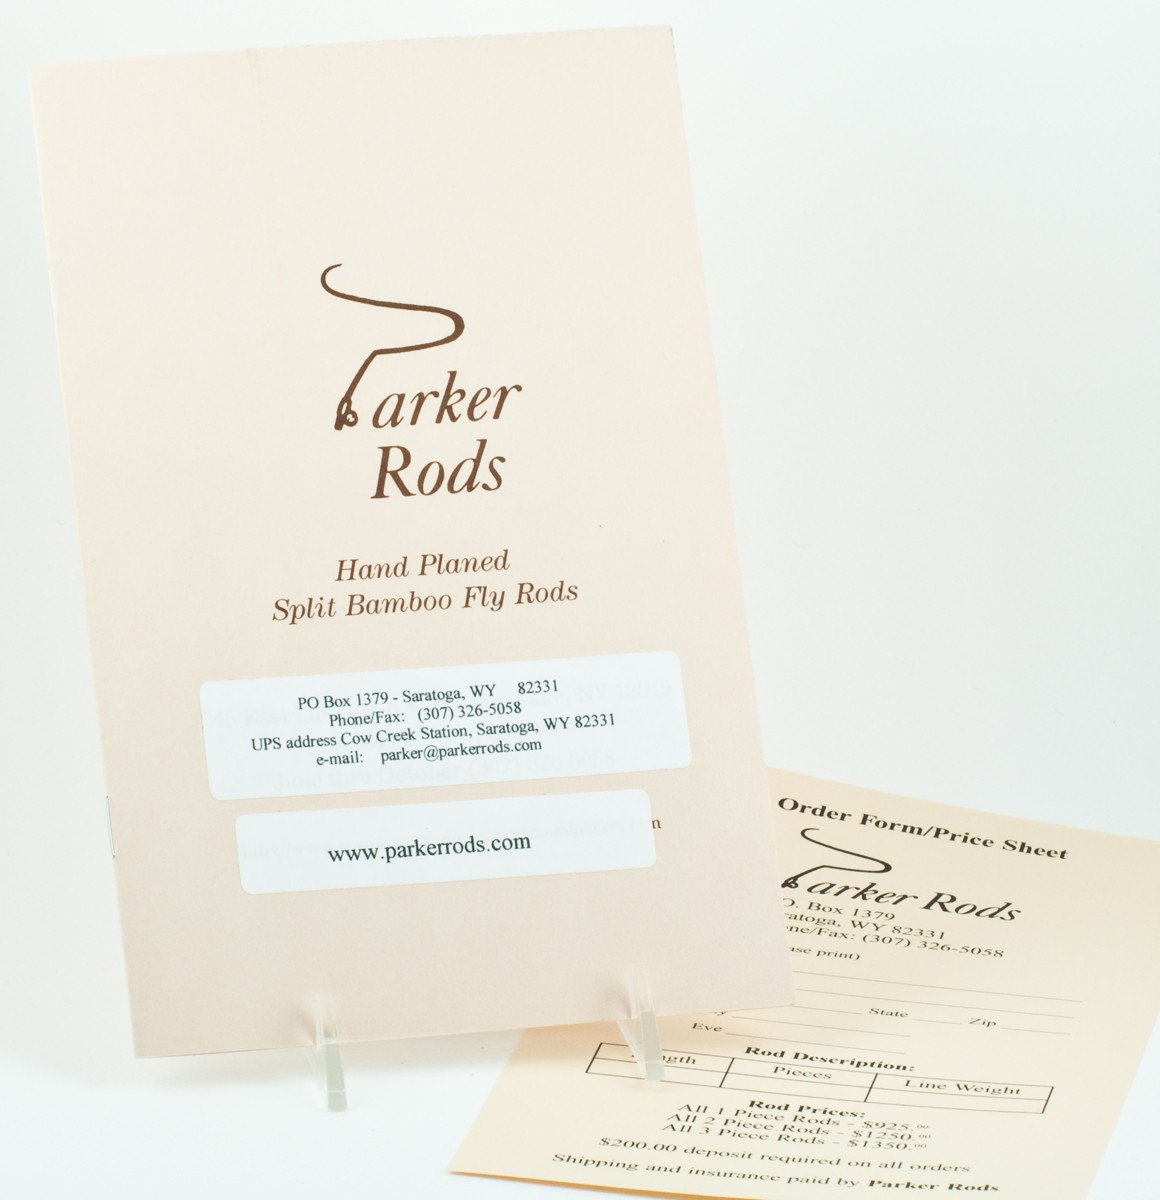 Parker
Rods
Hand Planed
Split Bamboo Fly Rods
PO Box 1379 - Saratoga, WY 82331
Phone/Fax: (307) 326-5058
UPS address Cow Creek Station, Saratoga, WY 82331
e-mail: parker@parkerrods.com
www.parkerrods.com
Order Form/Price Sheet
Parker Rods
O. Box 1379
ratoga, WY 82331
ne/Fax: (307) 326-5058
ase print)
State Zip
Eve
Rod Description:
ngth Pieces Line Weight
Rod Prices:
All 1 Piece Rods - $925.00
All 2 Piece Rods - $1250.00
All 3 Piece Rods - $1350.00
$200.00 deposit required on all orders
Shipping and insurance paid by Parker Rods